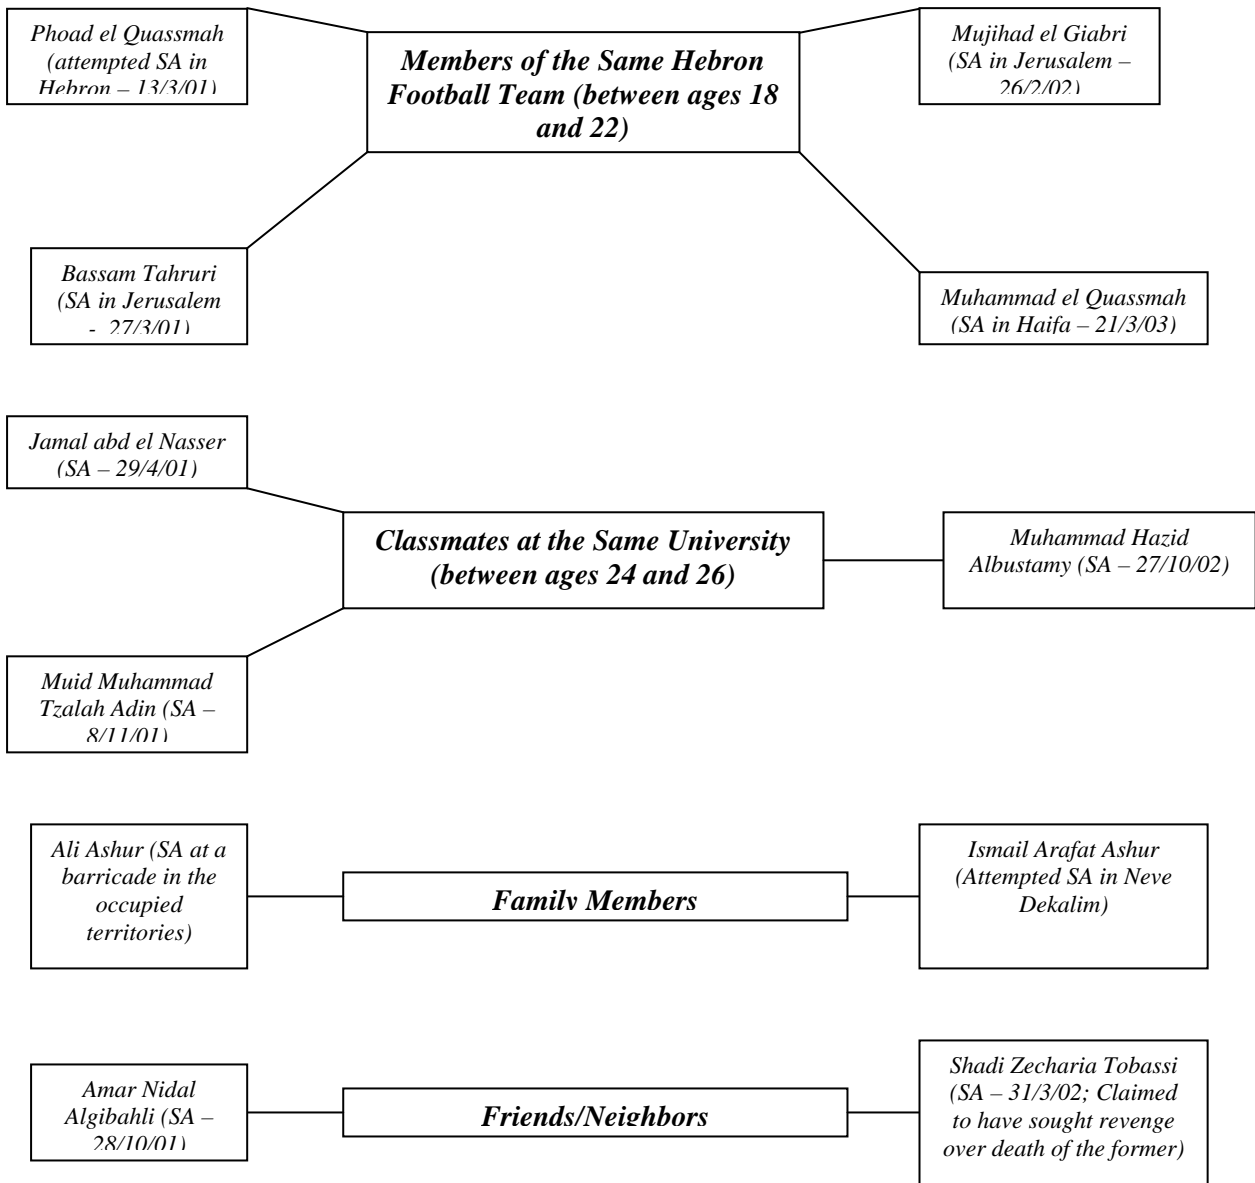 Phoad el Quassmah
(attempted SA in
Hebron – 13/3/01)
Members of the Same Hebron
Football Team (between ages 18
and 22)
Mujihad el Giabri
(SA in Jerusalem –
26/2/02)
Bassam Tahruri
(SA in Jerusalem
- 27/3/01)
Muhammad el Quassmah
(SA in Haifa – 21/3/03)
Jamal abd el Nasser
(SA – 29/4/01)
Classmates at the Same University
(between ages 24 and 26)
Muhammad Hazid
Albustamy (SA – 27/10/02)
Muid Muhammad
Tzalah Adin (SA –
8/11/01)
Ali Ashur (SA at a
barricade in the
occupied
territories)
Family Members
Ismail Arafat Ashur
(Attempted SA in Neve
Dekalim)
Amar Nidal
Algibahli (SA –
28/10/01)
Friends/Neighbors
Shadi Zecharia Tobassi
(SA – 31/3/02; Claimed
to have sought revenge
over death of the former)